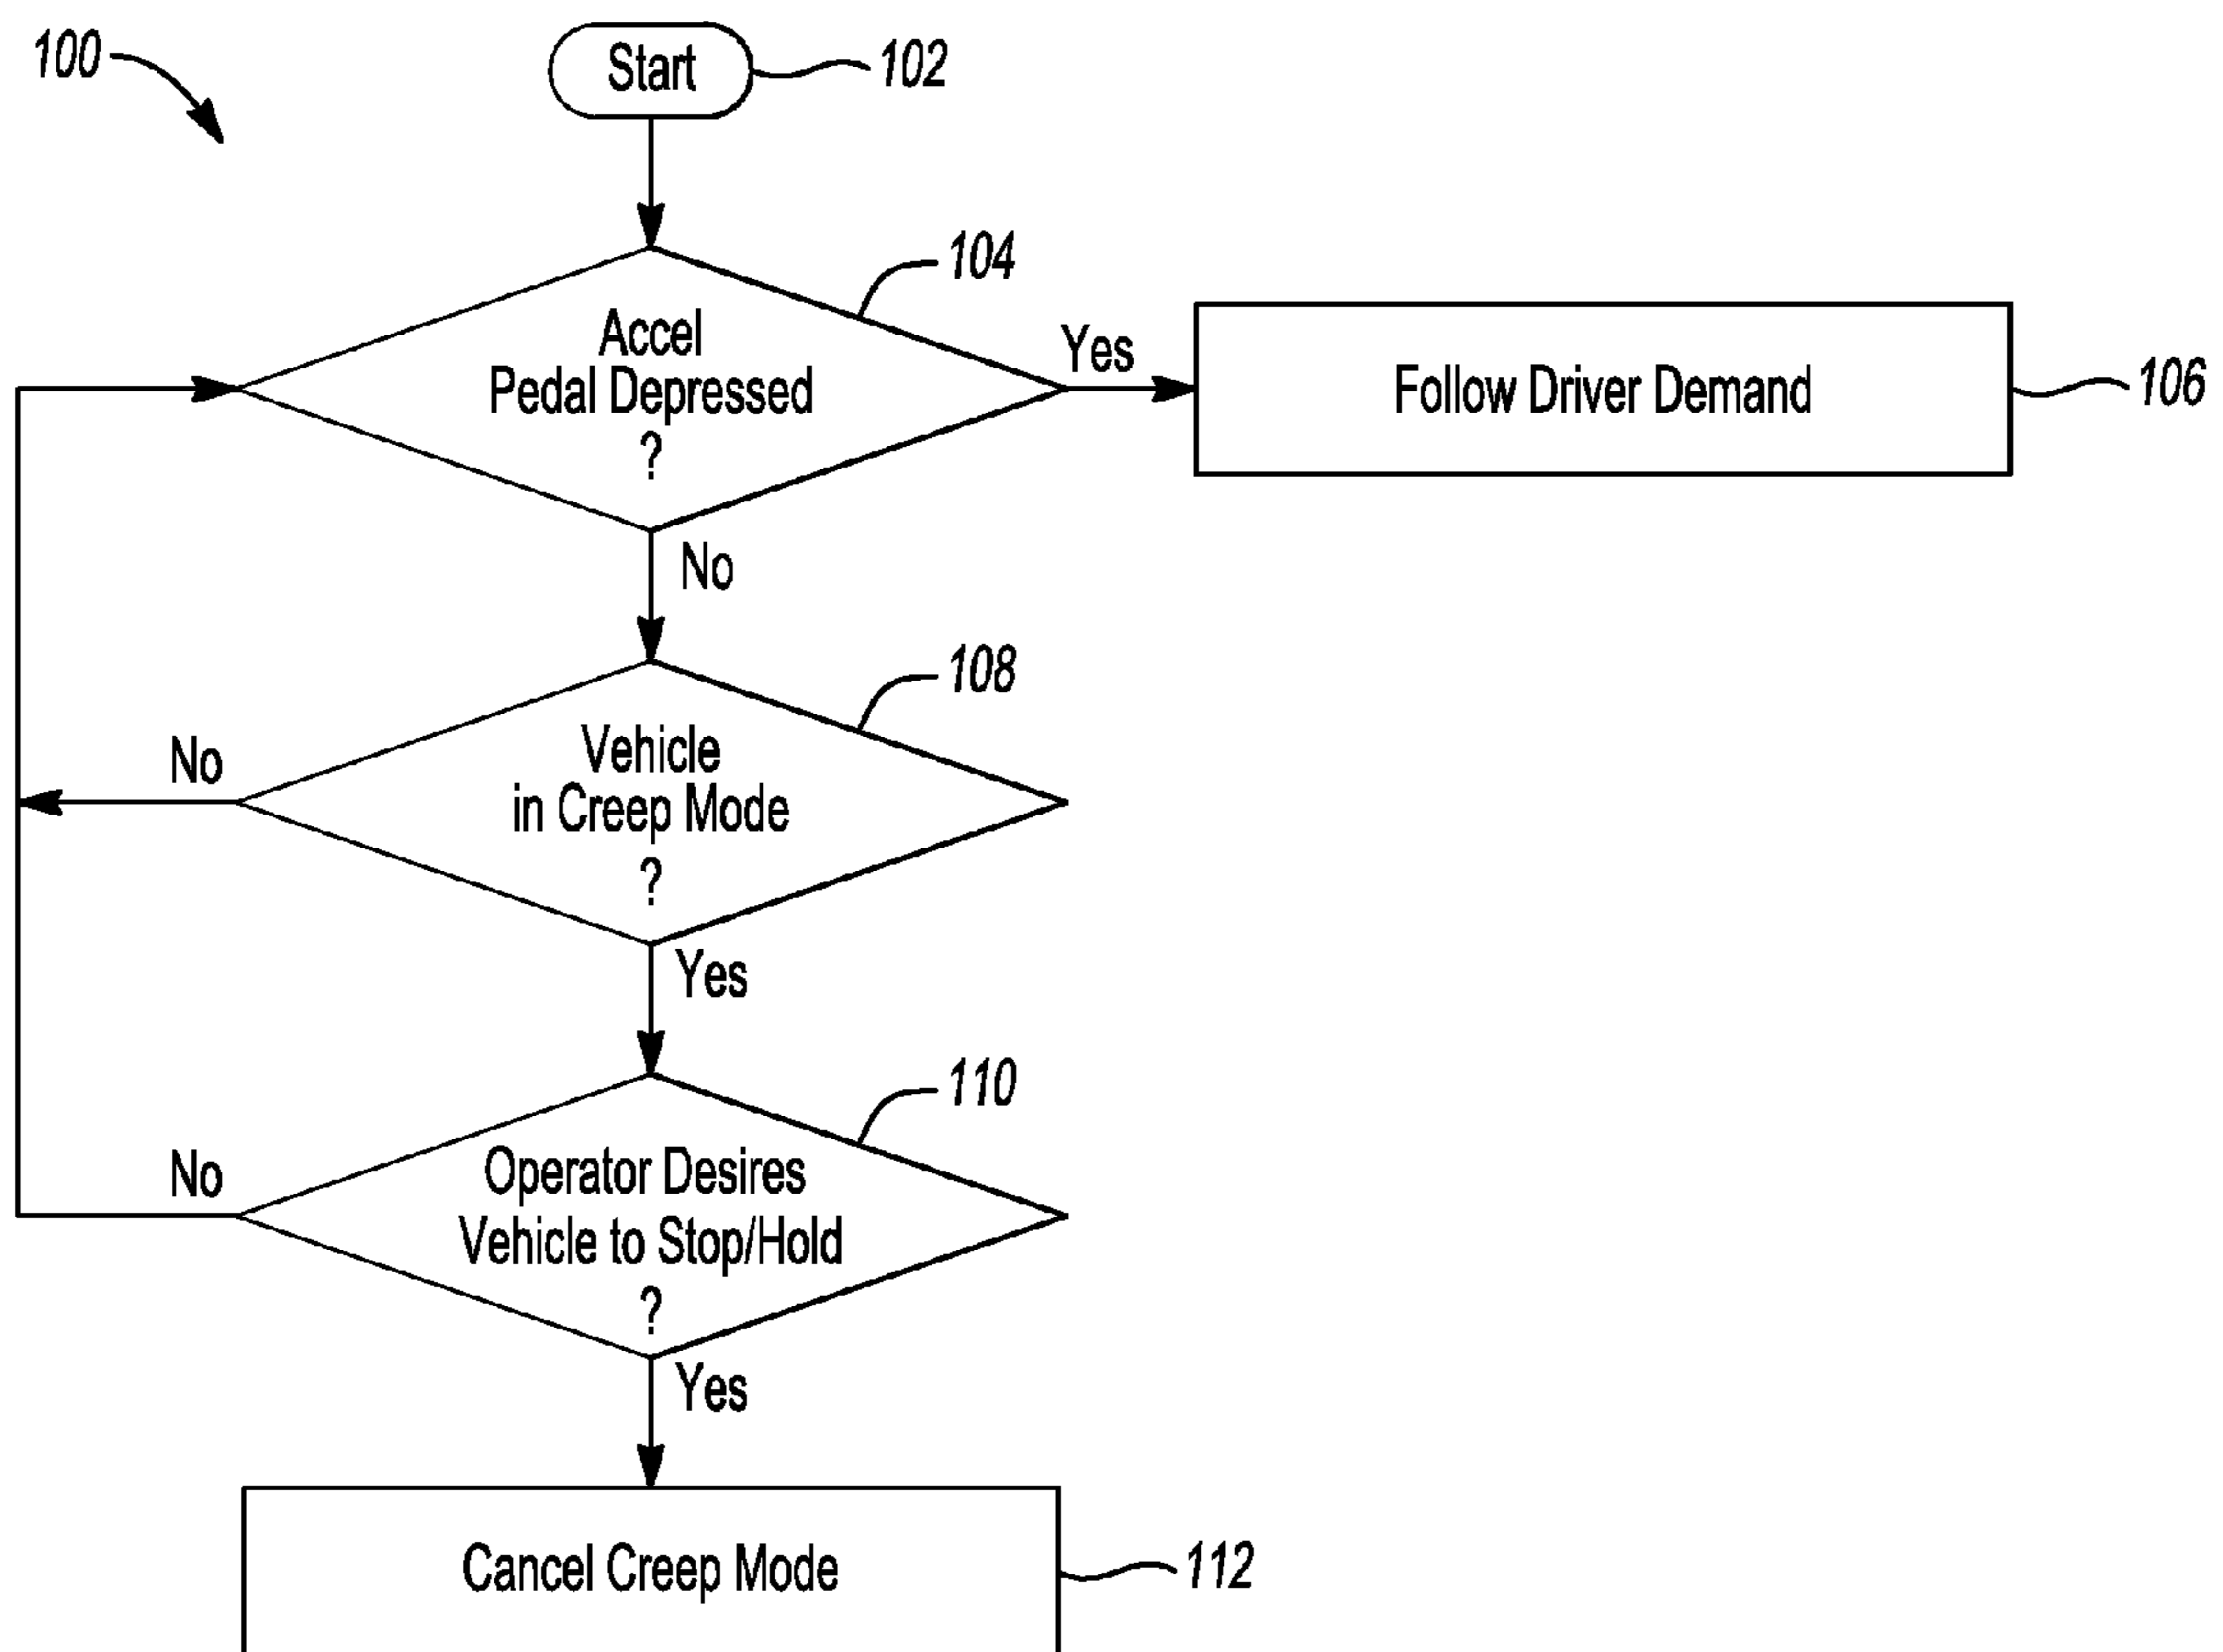 100
Start
102
104
Accel
Pedal Depressed
?
Yes
Follow Driver Demand
106
No
108
Vehicle
in Creep Mode
?
No
Yes
110
Operator Desires
Vehicle to Stop/Hold
?
No
Yes
Cancel Creep Mode
112